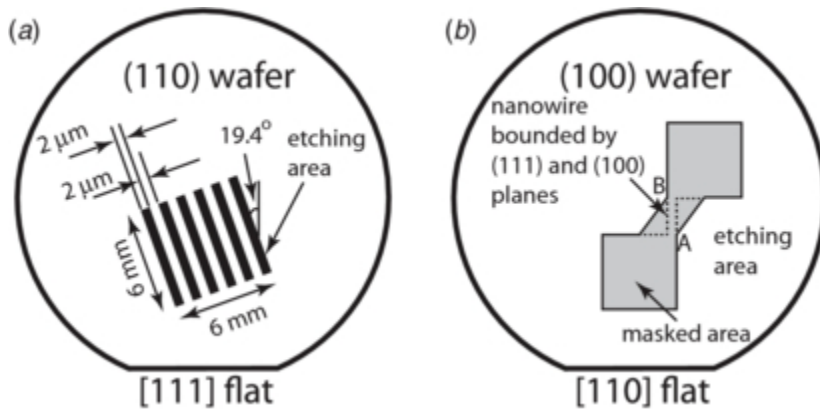 (a)
(110) wafer
2 μm
2 μm
19.4°
etching
area
6 mm
6 mm
[111] flat
(b)
(100) wafer
nanowire
bounded by
(111) and (100)
planes
B
A
etching
area
masked area
[110] flat